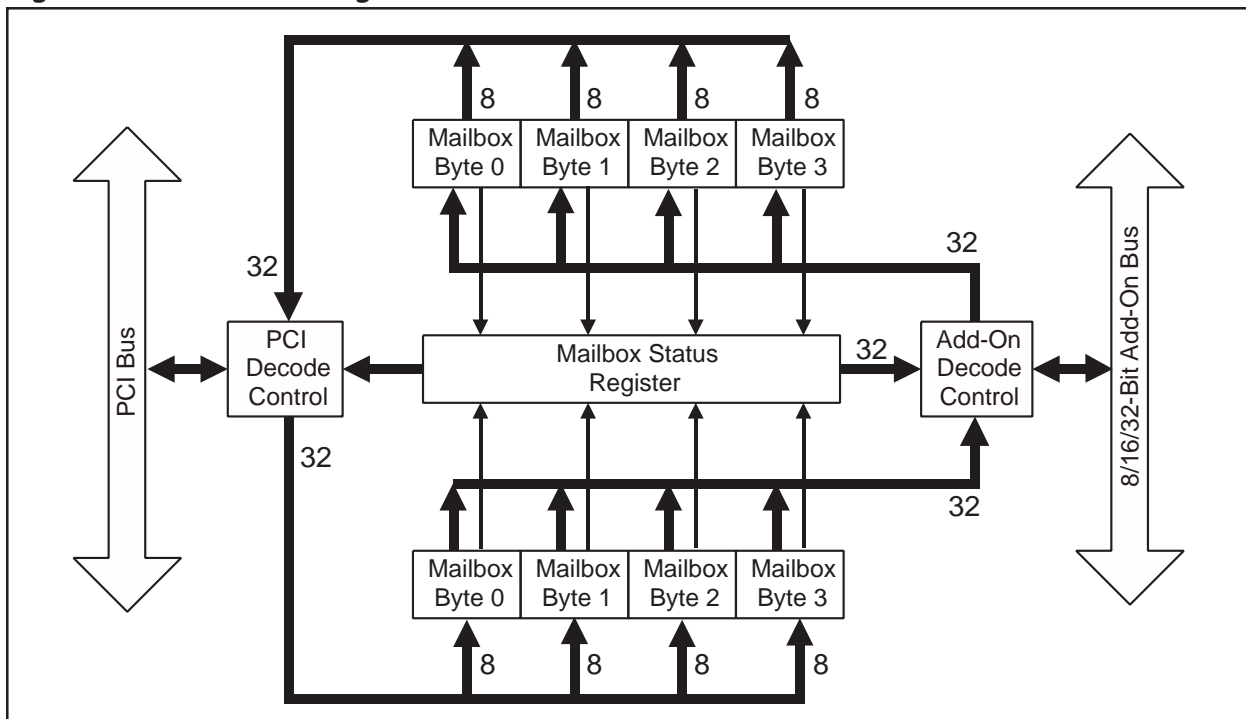 8
8
8
8
Mailbox
Byte 0
Mailbox
Byte 1
Mailbox
Byte 2
Mailbox
Byte 3
32
32
PCI Bus
PCI
Decode
Control
Mailbox Status
Register
32
Add-On
Decode
Control
8/16/32-Bit Add-On Bus
32
32
Mailbox
Byte 0
Mailbox
Byte 1
Mailbox
Byte 2
Mailbox
Byte 3
8
8
8
8